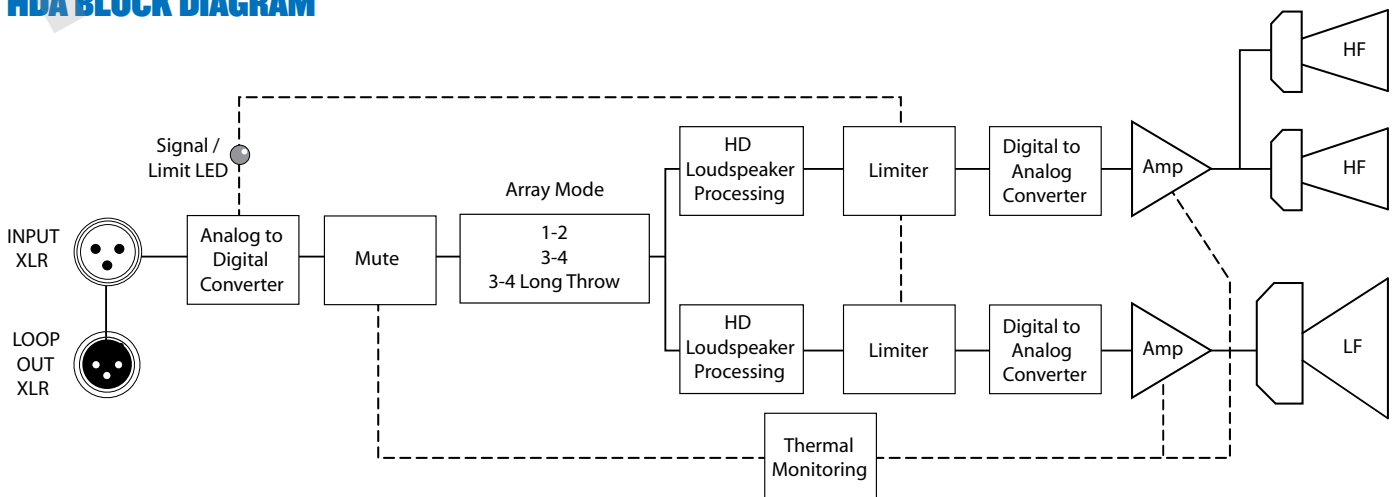 HDA BLOCK DIAGRAM
Signal /
Limit LED
INPUT
XLR
LOOP
OUT
XLR
Analog to
Digital
Converter
Mute
Array Mode
1-2
3-4
3-4 Long Throw
HD
Loudspeaker
Processing
Limiter
Digital to
Analog
Converter
Amp
HF
HF
HD
Loudspeaker
Processing
Limiter
Digital to
Analog
Converter
Amp
LF
Thermal
Monitoring